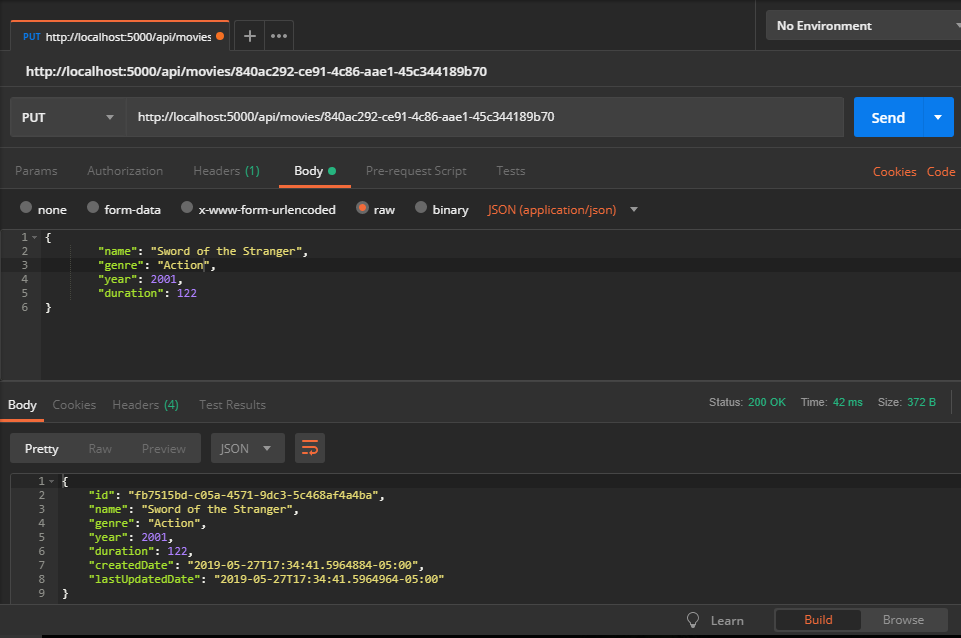 PUT http://localhost:5000/api/movies
No Environment
http://localhost:5000/api/movies/840ac292-ce91-4c86-aae1-45c344189b70
PUT http://localhost:5000/api/movies/840ac292-ce91-4c86-aae1-45c344189b70 Send
Params Authorization Headers (1) Body Pre-request Script Tests Cookies Code
none form-data x-www-form-urlencoded raw binary JSON (application/json)
1 {
2 "name": "Sword of the Stranger",
3 "genre": "Action",
4 "year": 2001,
5 "duration": 122
6 }
Body Cookies Headers (4) Test Results Status: 200 OK Time: 42 ms Size: 372 B
Pretty Raw Preview JSON
1 {
2 "id": "fb7515bd-c05a-4571-9dc3-5c468af4a4ba",
3 "name": "Sword of the Stranger",
4 "genre": "Action",
5 "year": 2001,
6 "duration": 122,
7 "createdDate": "2019-05-27T17:34:41.5964884-05:00",
8 "lastUpdatedDate": "2019-05-27T17:34:41.5964964-05:00"
9 }
Learn Build Browse